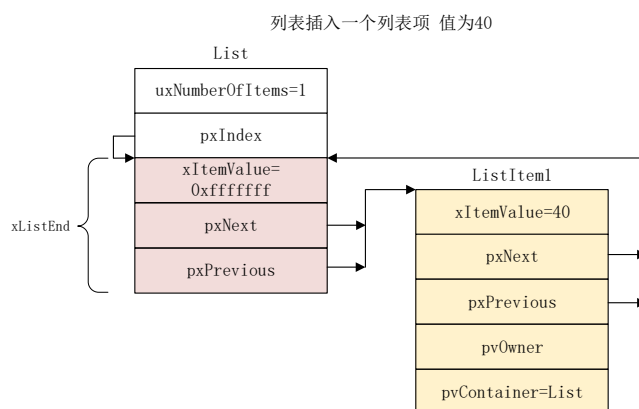 列表插入一个列表项 值为40
List
uxNumberOfItems=1
pxIndex
xItemValue=
0xfffffff
pxNext
pxPrevious
xListEnd
ListItem1
xItemValue=40
pxNext
pxPrevious
pvOwner
pvContainer=List